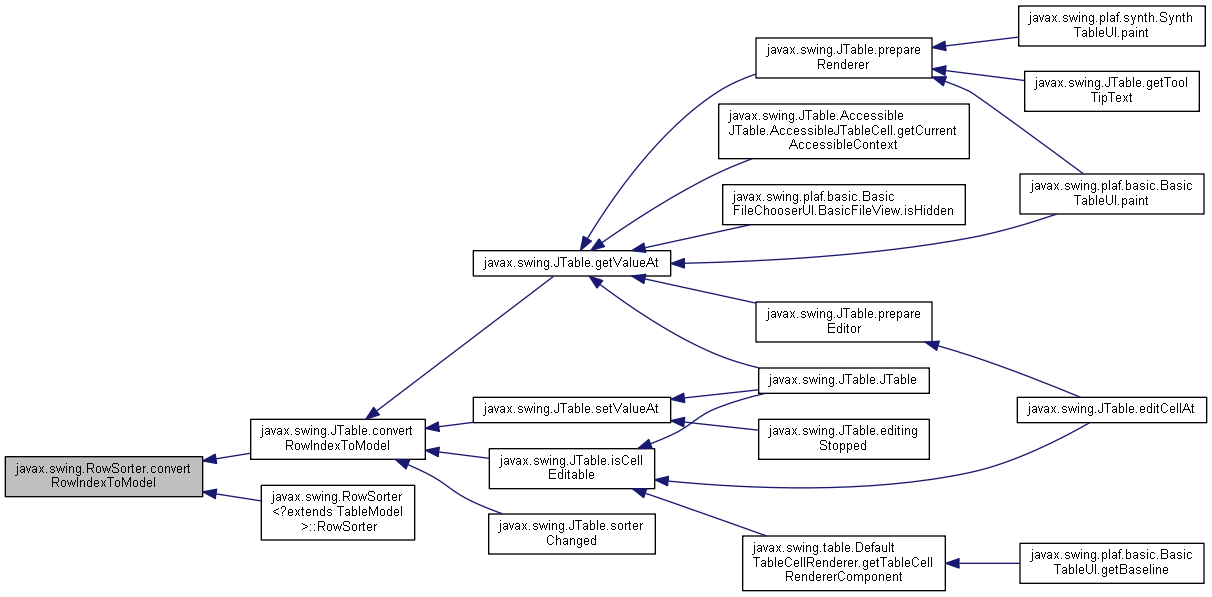 javax.swing.RowSorter.convert
RowIndexToModel
javax.swing.JTable.convert
RowIndexToModel
javax.swing.RowSorter
<?extends TableModel
>::RowSorter
javax.swing.JTable.getValueAt
javax.swing.JTable.setValueAt
javax.swing.JTable.isCell
Editable
javax.swing.JTable.sorter
Changed
javax.swing.JTable.prepare
Renderer
javax.swing.JTable.Accessible
JTable.AccessibleJTableCell.getCurrent
AccessibleContext
javax.swing.plaf.basic.Basic
FileChooserUI.BasicFileView.isHidden
javax.swing.JTable.prepare
Editor
javax.swing.JTable.JTable
javax.swing.JTable.editing
Stopped
javax.swing.table.Default
TableCellRenderer.getTableCell
RendererComponent
javax.swing.plaf.synth.Synth
TableUI.paint
javax.swing.JTable.getTool
TipText
javax.swing.plaf.basic.Basic
TableUI.paint
javax.swing.JTable.editCellAt
javax.swing.plaf.basic.Basic
TableUI.getBaseline